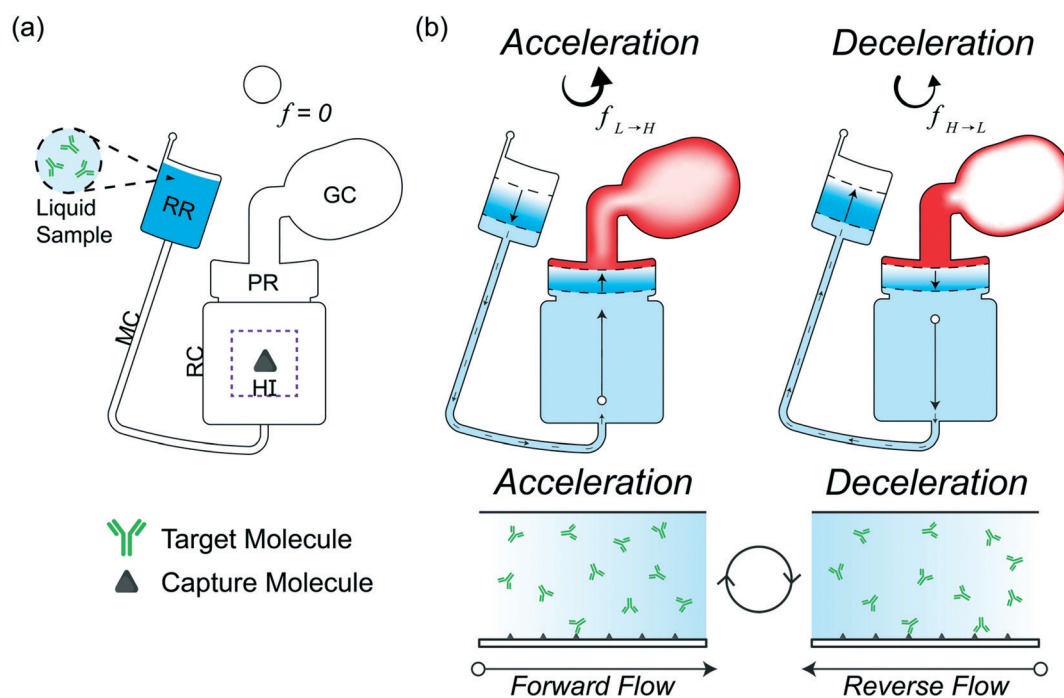 (a)
f = 0
Liquid
Sample
RR
GC
PR
MC
RC
HI
Target Molecule
Capture Molecule
(b)
Acceleration
Deceleration
f L→H
f H→L
Acceleration
Deceleration
Forward Flow
Reverse Flow